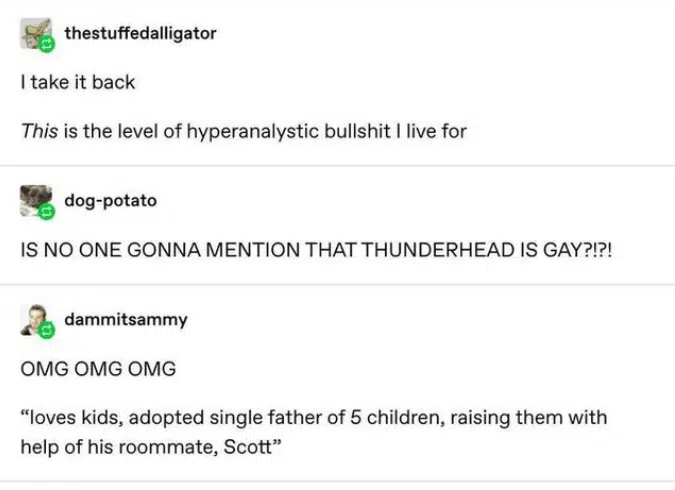 thestuffedalligator
I take it back
This is the level of hyperanalystic bullshit I live for
dog-potato
IS NO ONE GONNA MENTION THAT THUNDERHEAD IS GAY?!?!
dammitsammy
OMG OMG OMG
“loves kids, adopted single father of 5 children, raising them with
help of his roommate, Scott”